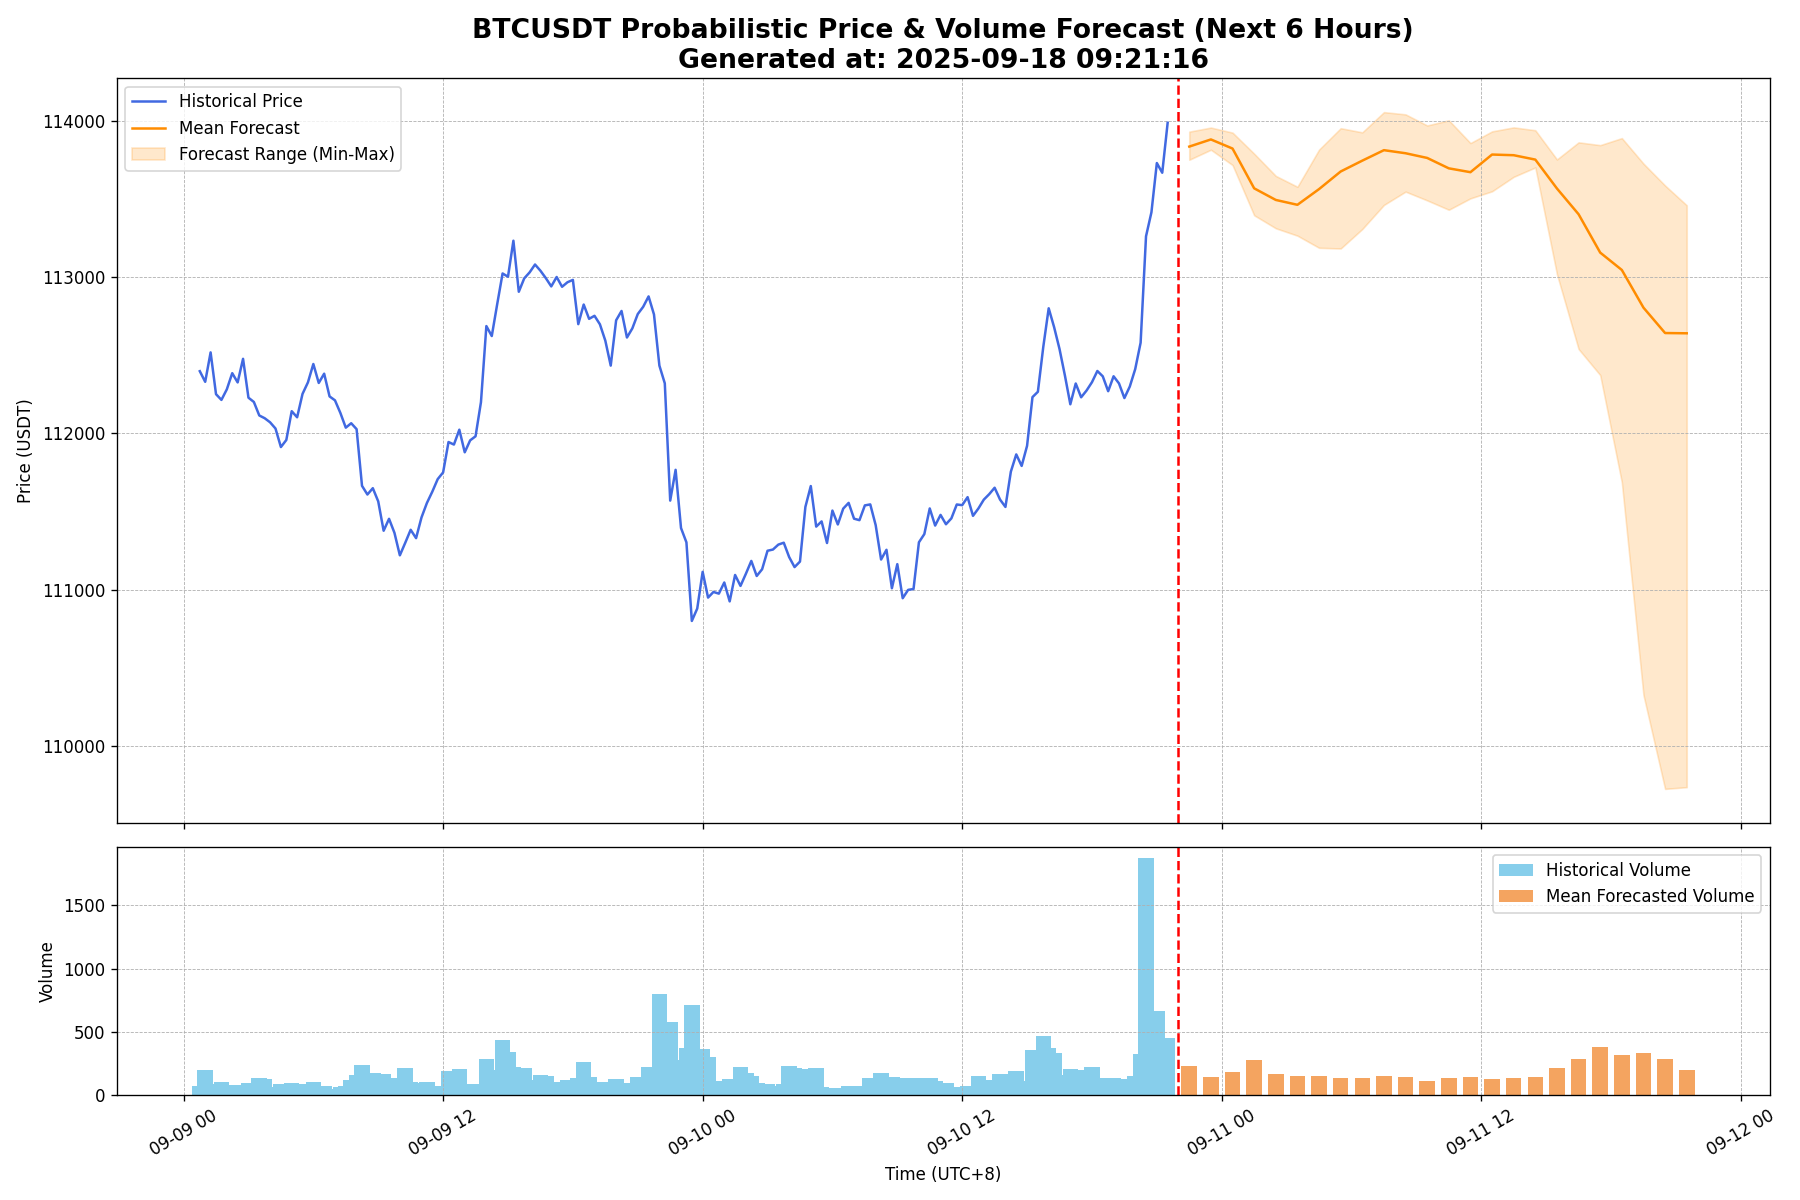 BTCUSDT Probabilistic Price & Volume Forecast (Next 6 Hours)
Generated at: 2025-09-18 09:21:16
Historical Price
Mean Forecast
Forecast Range (Min-Max)
114000
113000
112000
111000
110000
Price (USDT)
Historical Volume
Mean Forecasted Volume
1500
1000
500
0
Volume
09-09 00
09-09 12
09-10 00
09-10 12
09-11 00
09-11 12
09-12 00
Time (UTC+8)